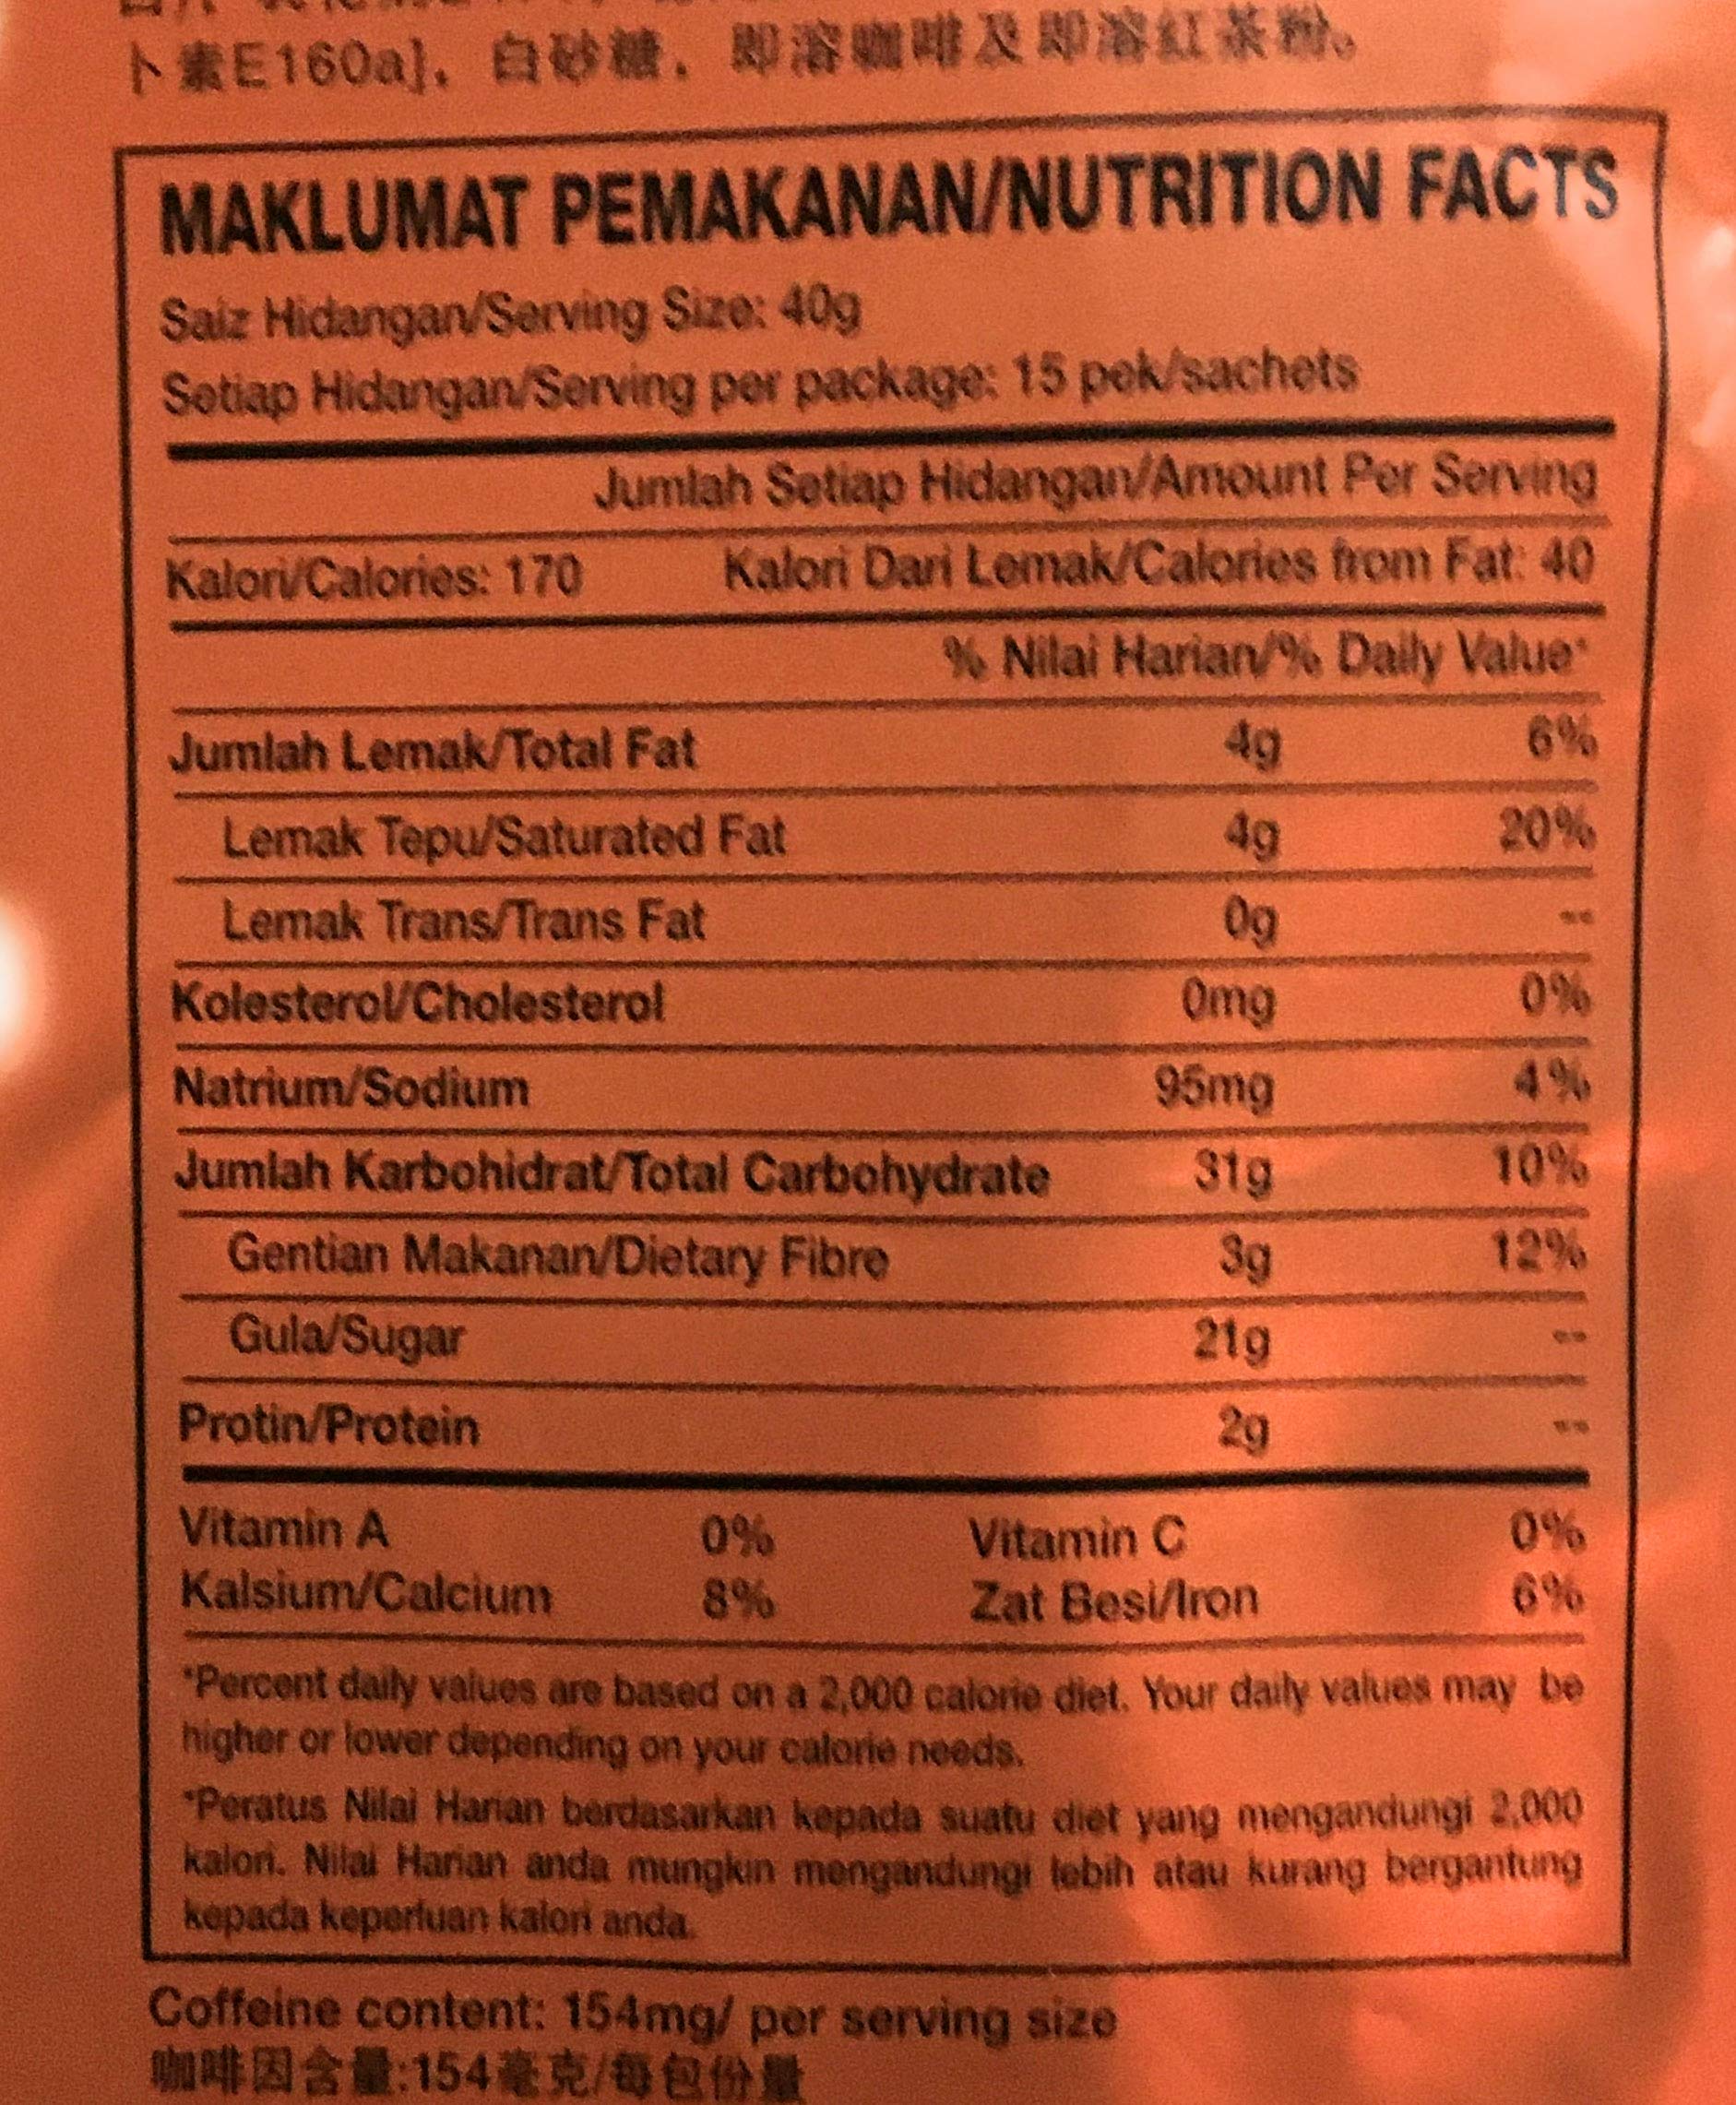 卜素E160a]，白砂糖，即溶咖啡及即溶紅茶粉。
MAKLUMAT PEMAKANAN/NUTRITION FACTS
Saiz Hidangan/Serving Size: 40g
Setiap Hidangan/Serving per package: 15 pek/sachets
Jumlah Setiap Hidangan/Amount Per Serving
Kalori/Calories: 170 Kalori Dari Lemak/Calories from Fat: 40
% Nilai Harian/% Daily Value*
Jumlah Lemak/Total Fat 4g 6%
Lemak Tepu/Saturated Fat 4g 20%
Lemak Trans/Trans Fat 0g --
Kolesterol/Cholesterol 0mg 0%
Natrium/Sodium 95mg 4%
Jumlah Karbohidrat/Total Carbohydrate 31g 10%
Gentian Makanan/Dietary Fibre 3g 12%
Gula/Sugar 21g --
Protin/Protein 2g --
Vitamin A 0% Vitamin C 0%
Kalsium/Calcium 8% Zat Besi/Iron 6%
*Percent daily values are based on a 2,000 calorie diet. Your daily values may be
higher or lower depending on your calorie needs.
*Peratus Nilai Harian berdasarkan kepada suatu diet yang mengandungi 2,000
kalori. Nilai Harian anda mungkin mengandungi lebih atau kurang bergantung
kepada keperluan kalori anda.
Coffeine content: 154mg/ per serving size
咖啡因含量:154毫克/每包份量